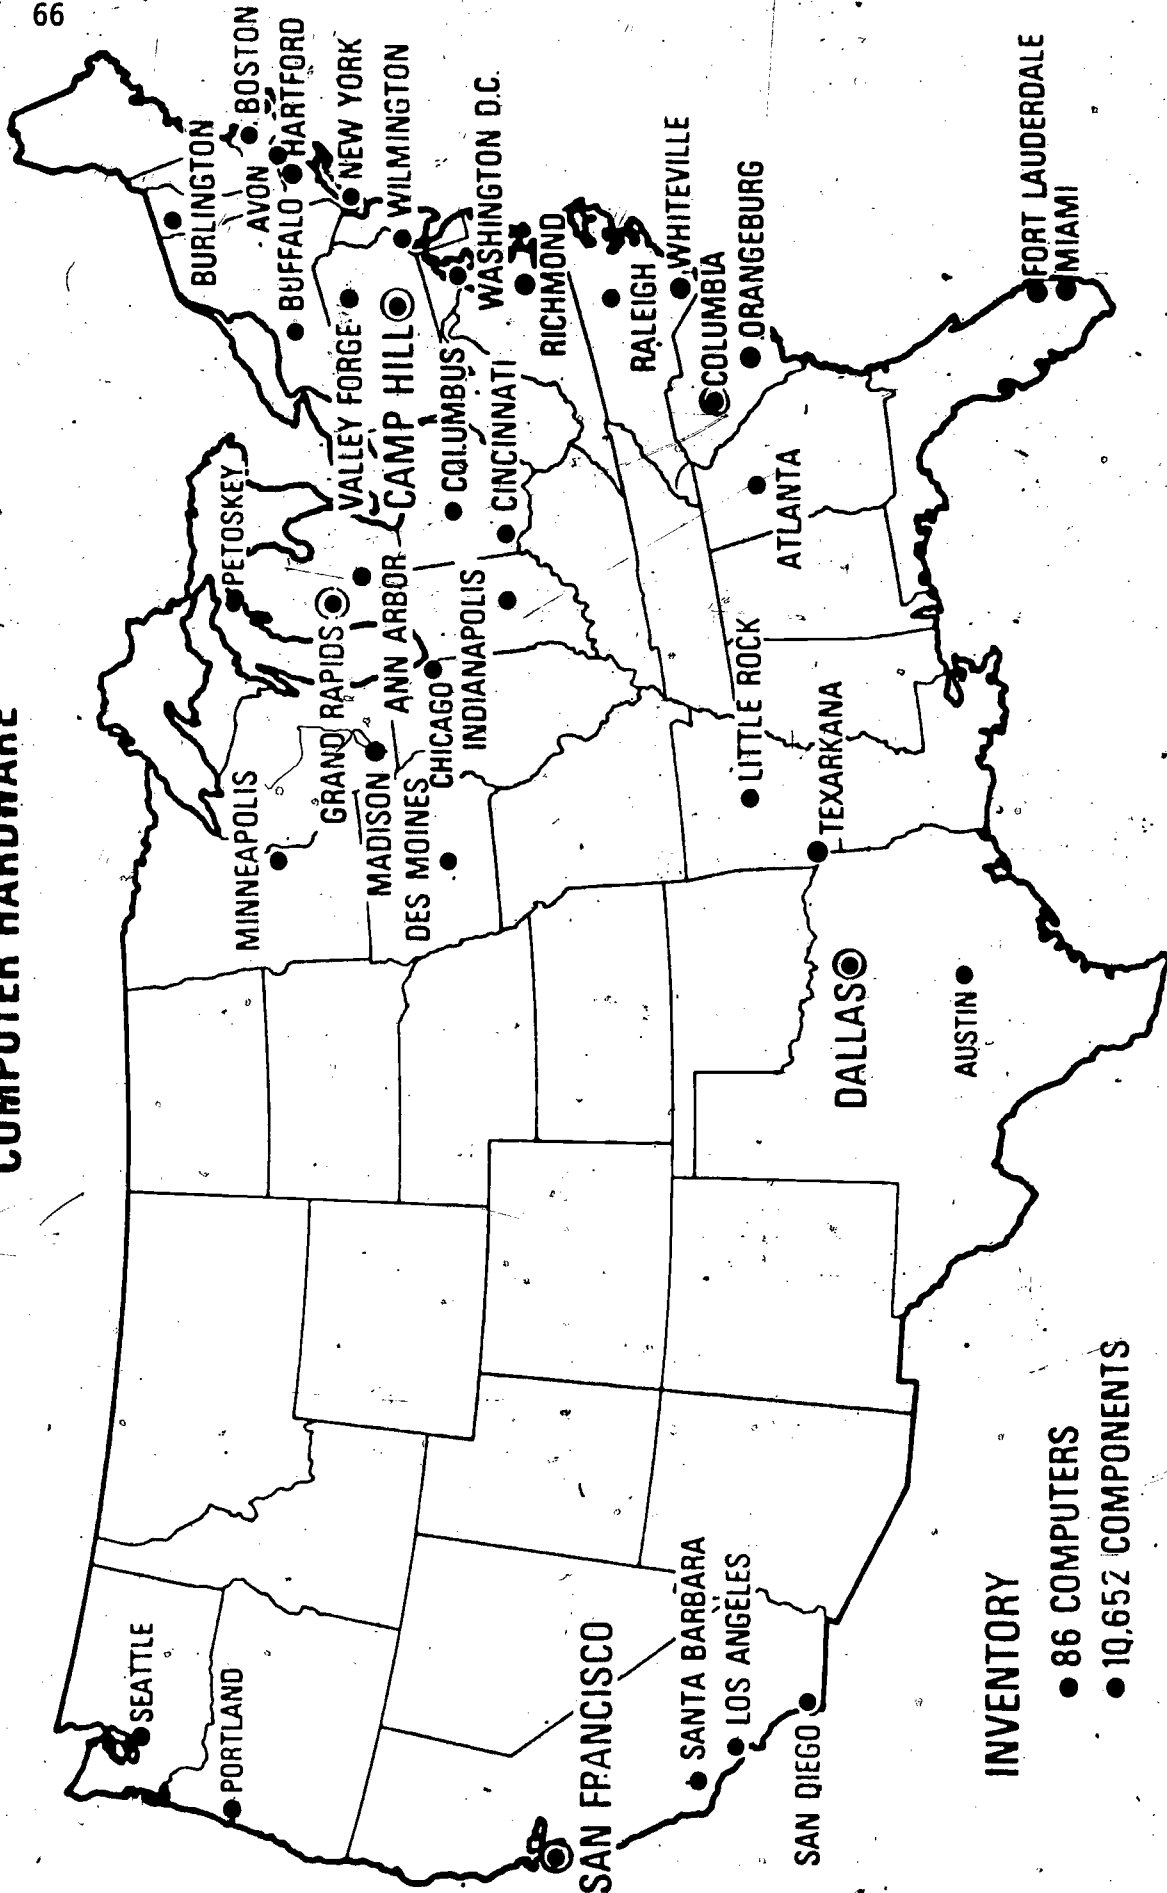 66
COMPUTER HARDWARE
SEATTLE
PORTLAND
SAN FRANCISCO
SANTA BARBARA
LOS ANGELES
SAN DIEGO
MINNEAPOLIS
GRAND RAPIDS
MADISON
DES MOINES
CHICAGO
ANN ARBOR
INDIANAPOLIS
PETOSKEY
VALLEY FORGE
CAMP HILL
COLUMBUS
CINCINNATI
BURLINGTON
BOSTON
AVON
HARTFORD
BUFFALO
NEW YORK
WILMINGTON
WASHINGTON D.C.
RICHMOND
RALEIGH
WHITEVILLE
COLUMBIA
ORANGEBURG
ATLANTA
LITTLE ROCK
TEXARKANA
DALLAS
AUSTIN
FORT LAUDERDALE
MIAMI
INVENTORY
● 86 COMPUTERS
● 10,652 COMPONENTS